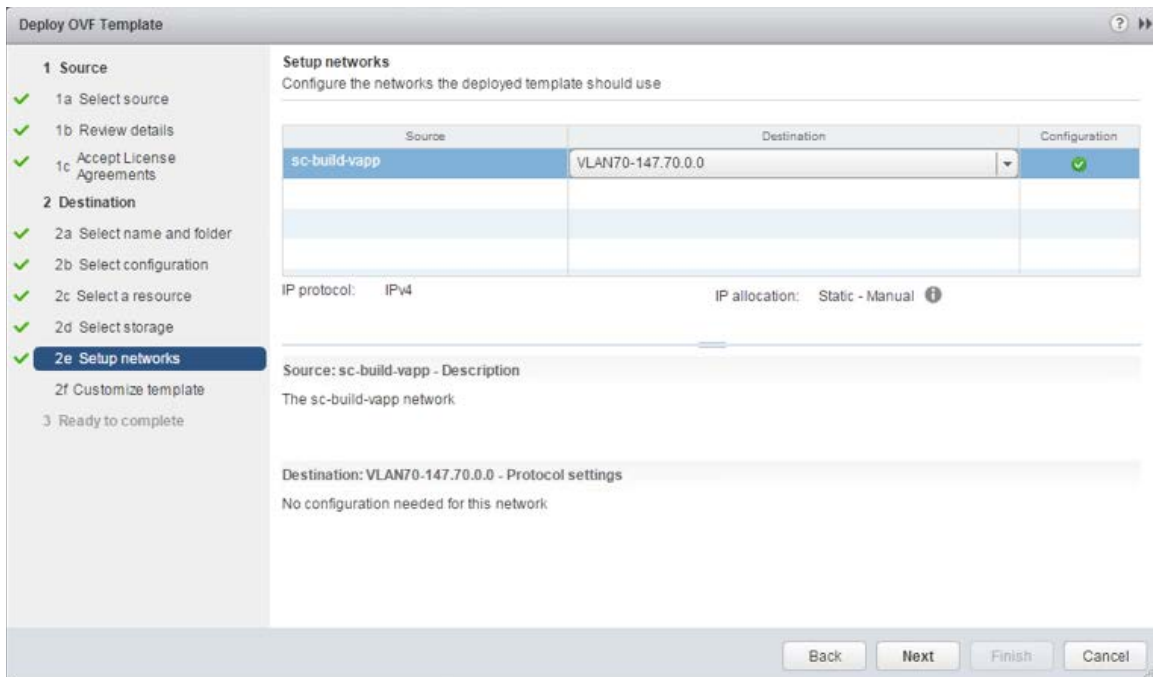 Deploy OVF Template
1 Source
1a Select source
1b Review details
1c Accept License
Agreements
2 Destination
2a Select name and folder
2b Select configuration
2c Select a resource
2d Select storage
2e Setup networks
2f Customize template
3 Ready to complete
Setup networks
Configure the networks the deployed template should use
Source Destination Configuration
sc-build-vapp VLAN70-147.70.0.0
IP protocol: IPv4 IP allocation: Static - Manual
Source: sc-build-vapp - Description
The sc-build-vapp network
Destination: VLAN70-147.70.0.0 - Protocol settings
No configuration needed for this network
Back Next Finish Cancel